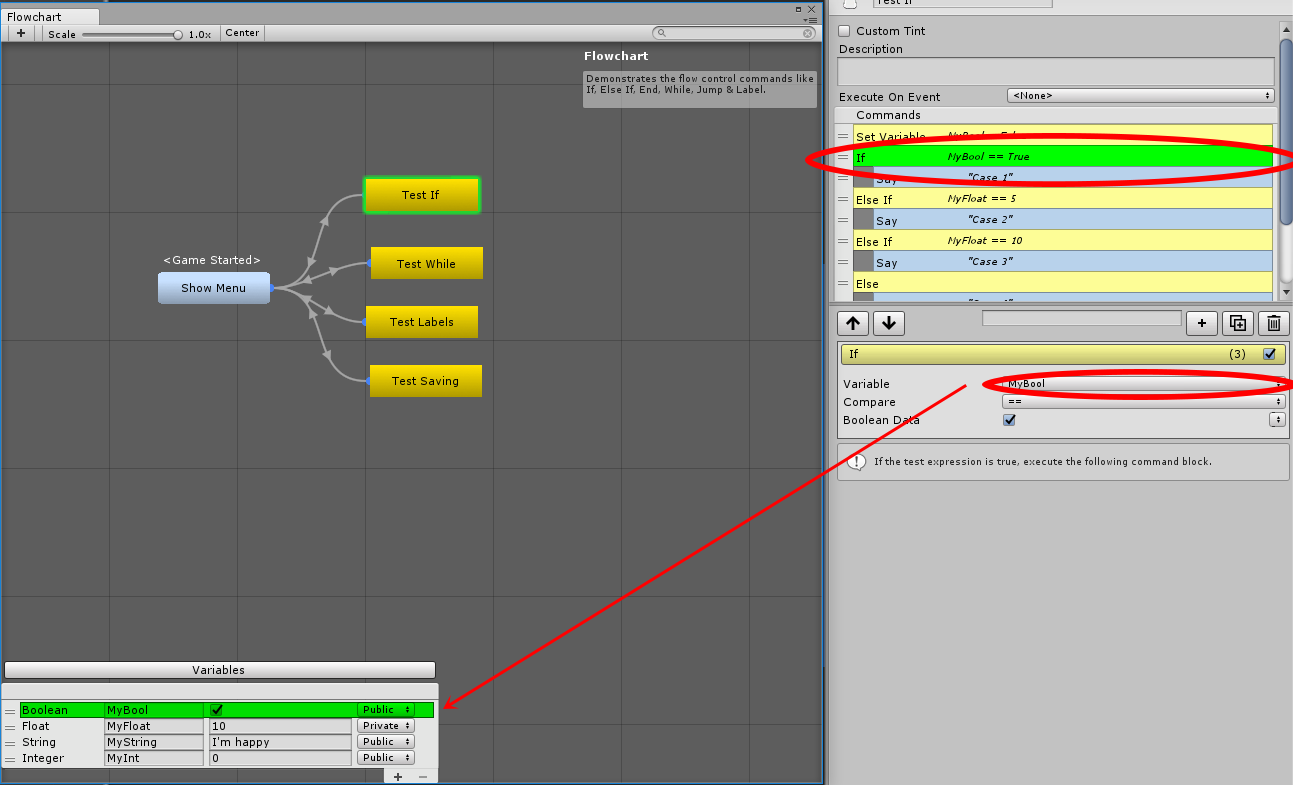 Flowchart
+ Scale 1.0x Center
Flowchart
Demonstrates the flow control commands like
If, Else If, End, While, Jump & Label.
Test If
<Game Started>
Show Menu
Test While
Test Labels
Test Saving
Variables
Boolean MyBool Public
Float MyFloat 10 Private
String MyString I'm happy Public
Integer MyInt 0 Public
+ −
Test If
Custom Tint
Description
Execute On Event <None>
Commands
Set Variable
If MyBool == True
Say "Case 1"
Else If MyFloat == 5
Say "Case 2"
Else If MyFloat == 10
Say "Case 3"
Else
+
If (3)
Variable MyBool
Compare ==
Boolean Data
! If the test expression is true, execute the following command block.